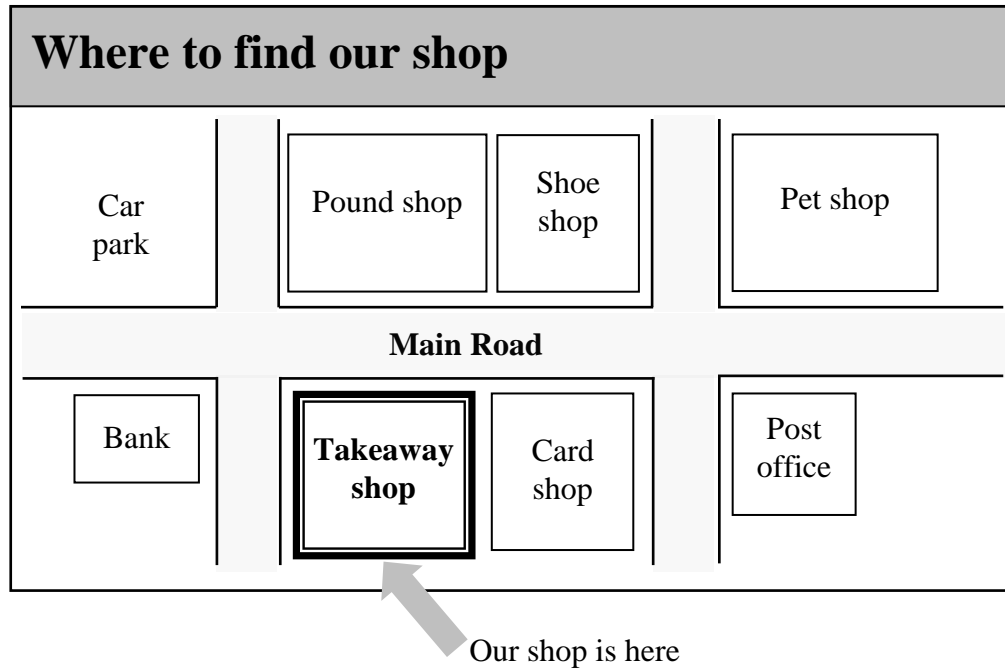 Where to find our shop
Car
park
Pound shop
Shoe
shop
Pet shop
Main Road
Bank
Takeaway
shop
Card
shop
Post
office
Our shop is here